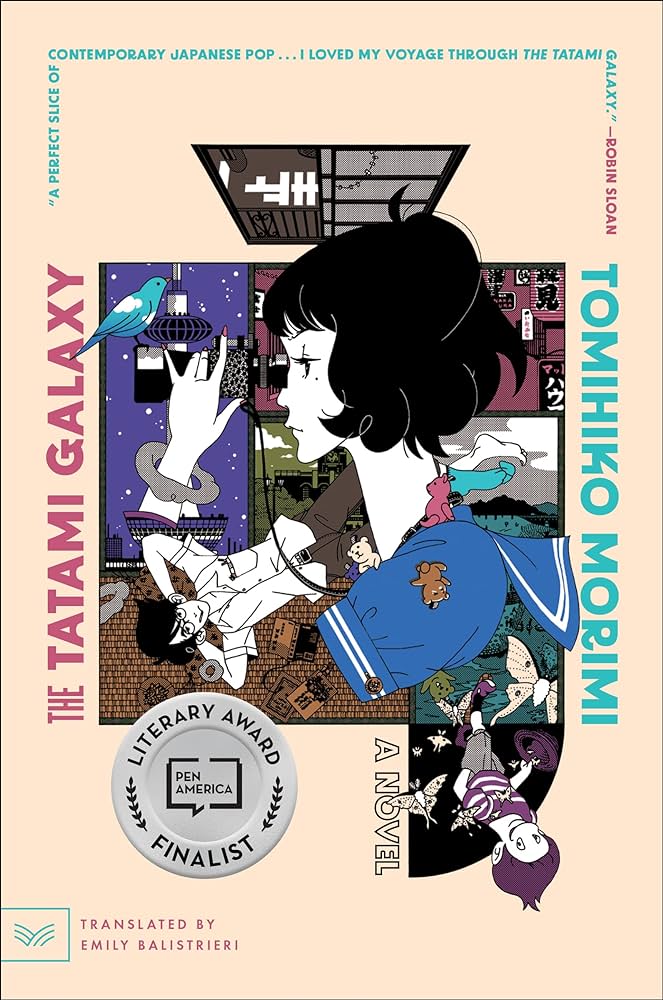 “A PERFECT SLICE OF
CONTEMPORARY JAPANESE POP . . . I LOVED MY VOYAGE THROUGH THE TATAMI
GALAXY.” —ROBIN SLOAN
THE TATAMI GALAXY
TOMIHIKO MORIMI
A NOVEL
LITERARY AWARD
PEN
AMERICA
FINALIST
TRANSLATED BY
EMILY BALISTRIERI